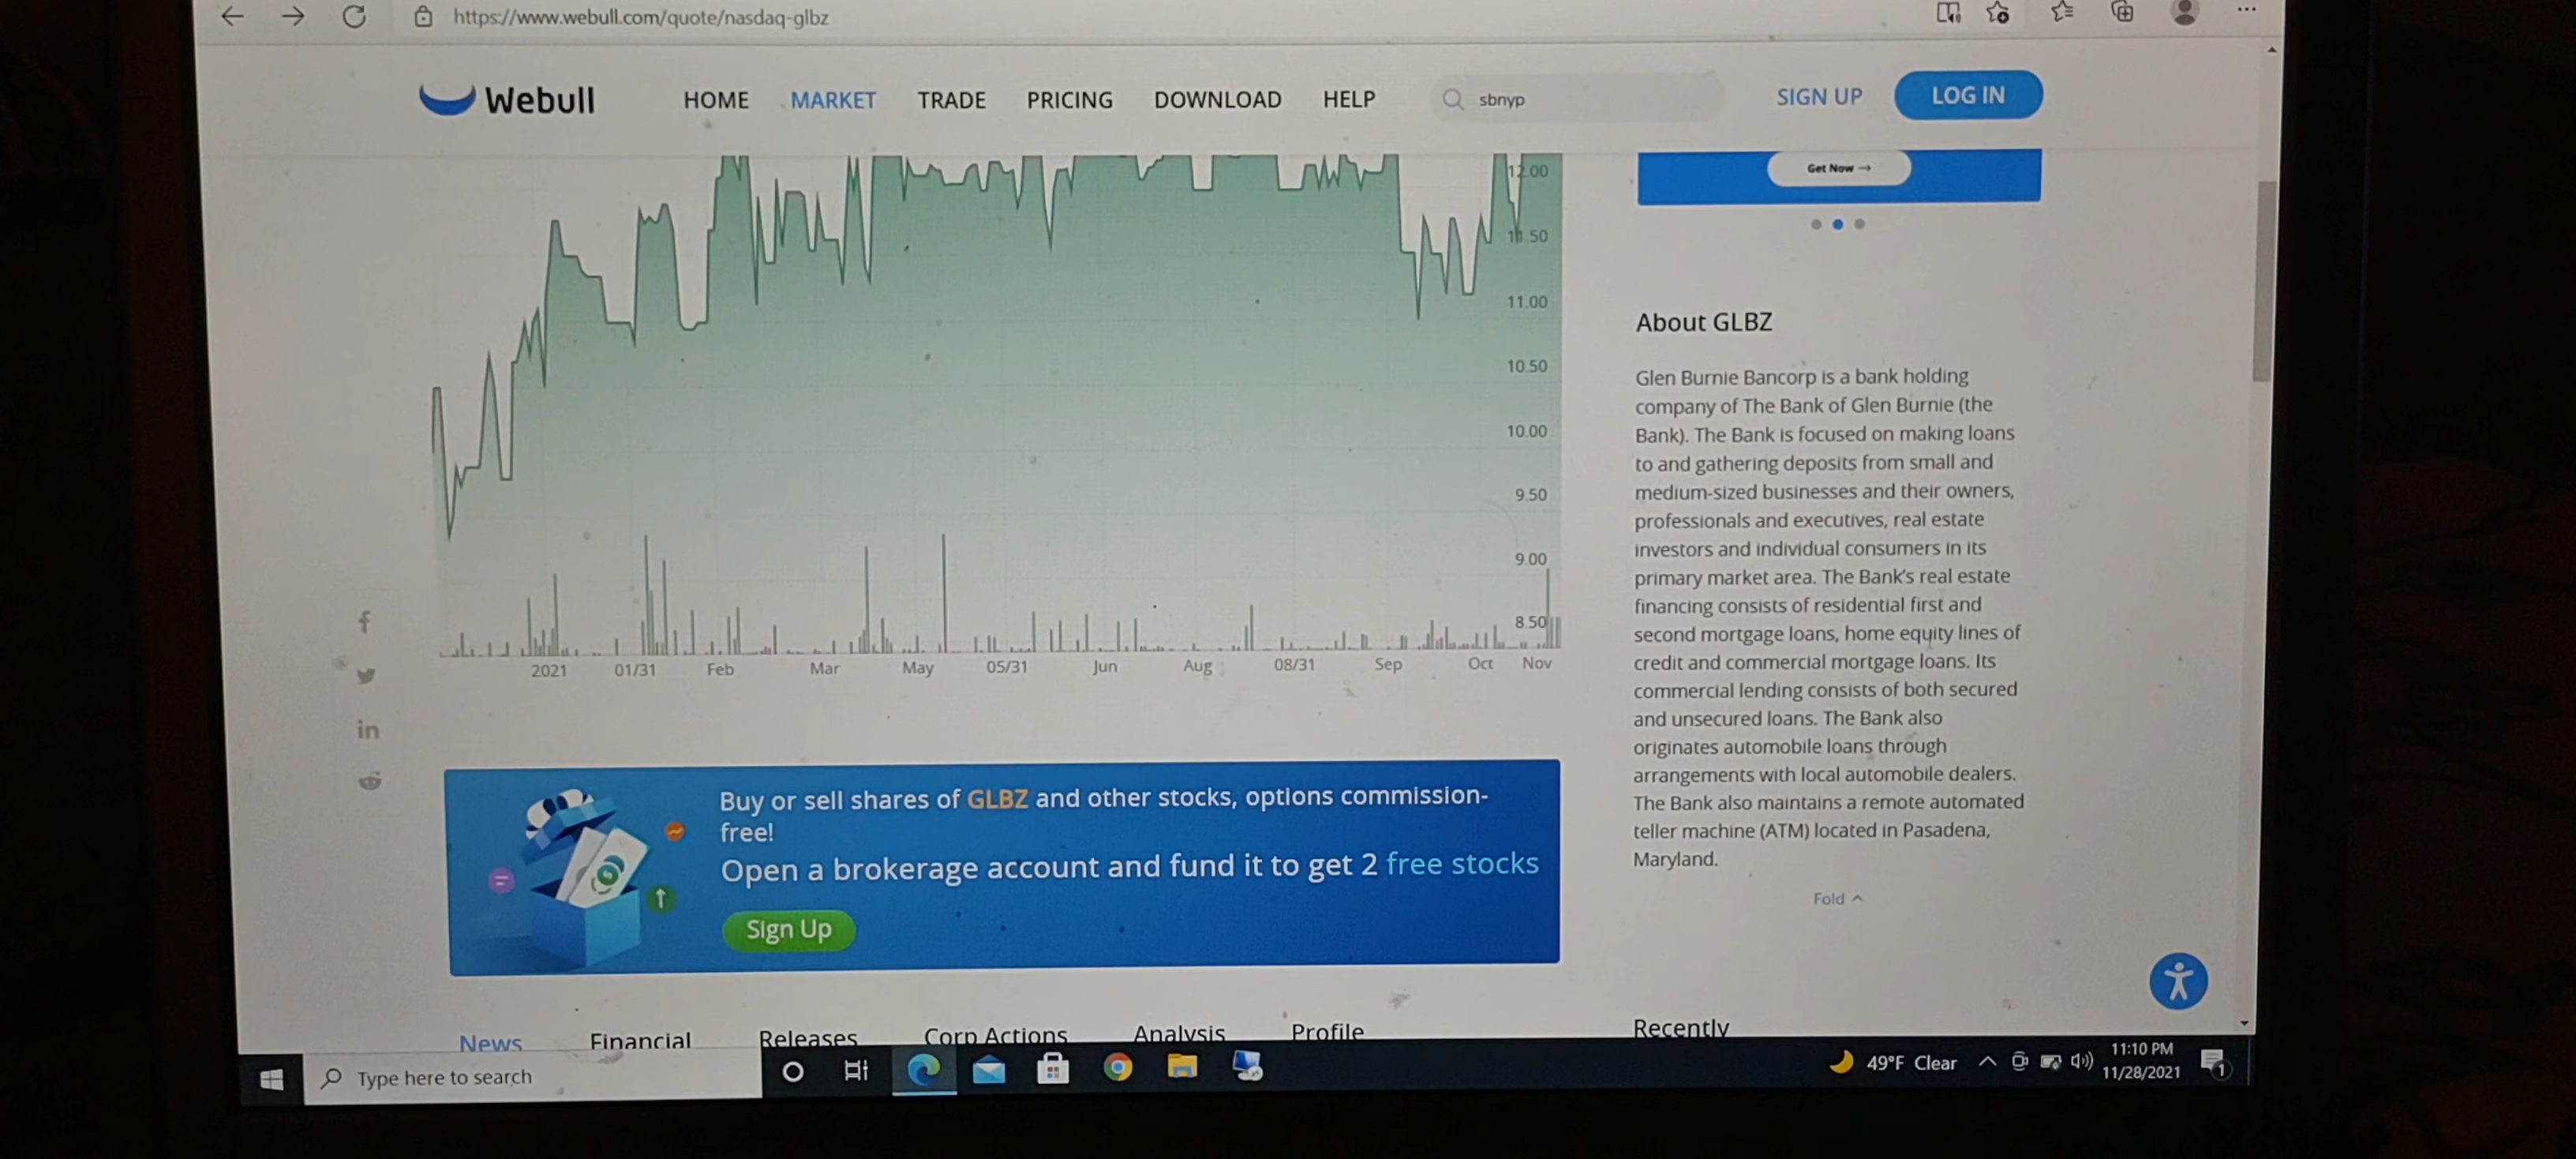 https://www.webull.com/quote/nasdaq-glbz
Webull
HOME MARKET TRADE PRICING DOWNLOAD HELP
sbnyp
SIGN UP LOG IN
12.00
11.50
11.00
10.50
10.00
9.50
9.00
8.50
2021 01/31 Feb Mar May 05/31 Jun Aug 08/31 Sep Oct Nov
Get Now →
About GLBZ
Glen Burnie Bancorp is a bank holding
company of The Bank of Glen Burnie (the
Bank). The Bank is focused on making loans
to and gathering deposits from small and
medium-sized businesses and their owners,
professionals and executives, real estate
investors and individual consumers in its
primary market area. The Bank's real estate
financing consists of residential first and
second mortgage loans, home equity lines of
credit and commercial mortgage loans. Its
commercial lending consists of both secured
and unsecured loans. The Bank also
originates automobile loans through
arrangements with local automobile dealers.
The Bank also maintains a remote automated
teller machine (ATM) located in Pasadena,
Maryland.
Fold
f
in
Buy or sell shares of GLBZ and other stocks, options commission-
free!
Open a brokerage account and fund it to get 2 free stocks
Sign Up
News Financial Releases Corp Actions Analysis Profile
Recently
Type here to search
49°F Clear
11:10 PM
11/28/2021
1